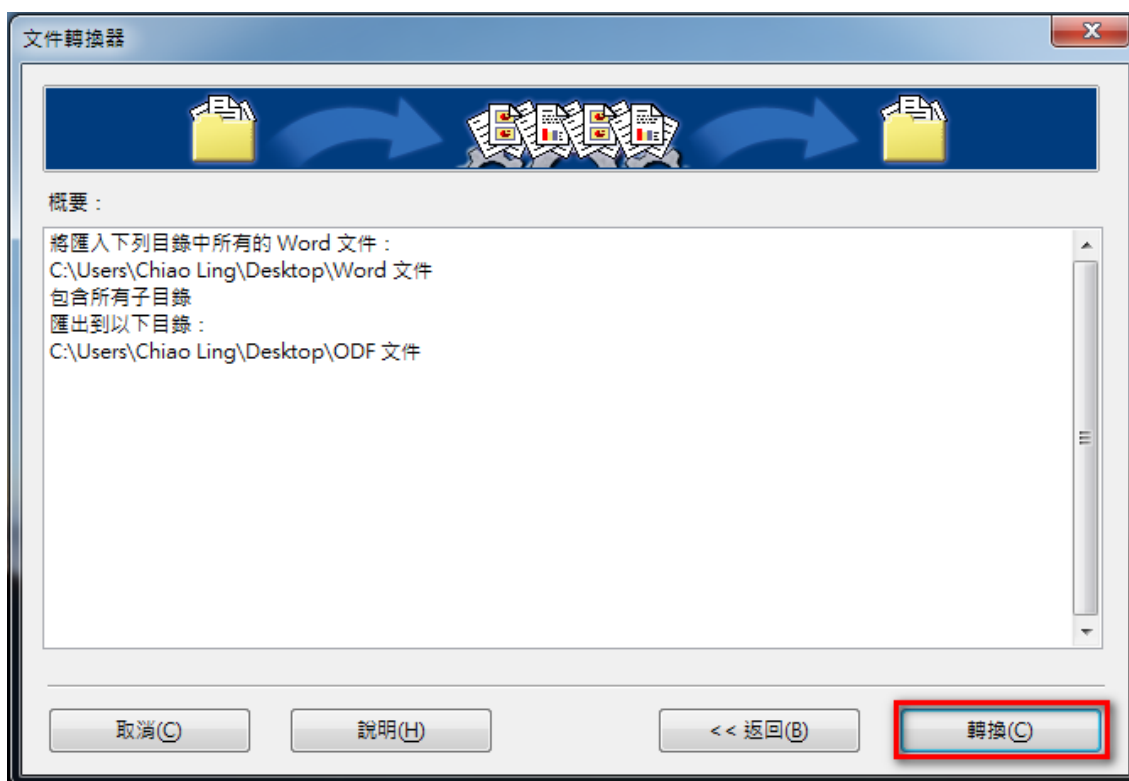 文件轉換器
概要：
將匯入下列目錄中所有的 Word 文件：
C:\Users\Chiao Ling\Desktop\Word 文件
包含所有子目錄
匯出到以下目錄：
C:\Users\Chiao Ling\Desktop\ODF 文件
取消(C)
說明(H)
<< 返回(B)
轉換(C)